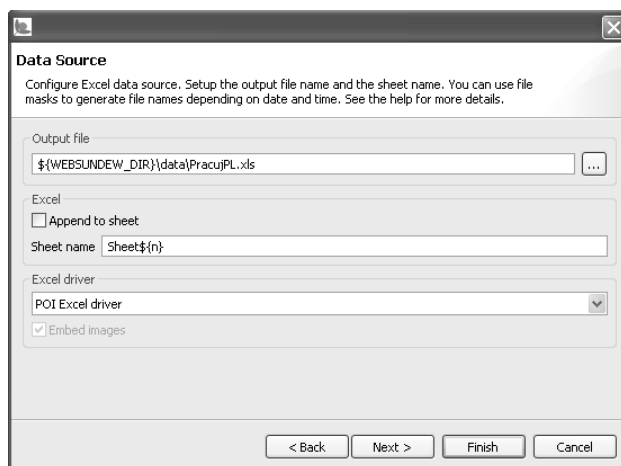 Data Source
Configure Excel data source. Setup the output file name and the sheet name. You can use file
masks to generate file names depending on date and time. See the help for more details.
Output file
${WEBSUNDEW_DIR}\data\PracujPL.xls
...
Excel
Append to sheet
Sheet name Sheet${n}
Excel driver
POI Excel driver
Embed images
< Back Next > Finish Cancel